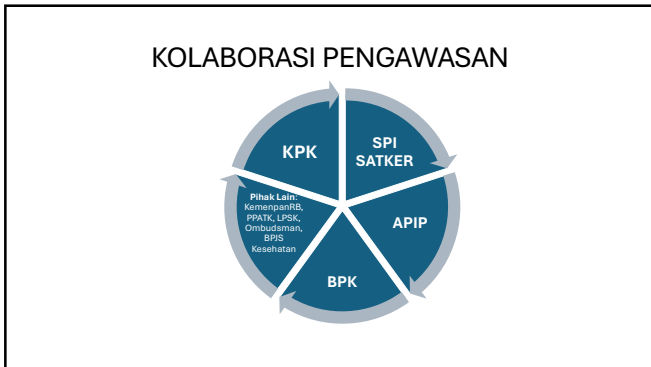 KOLABORASI PENGAWASAN
KPK
SPI
SATKER
Pihak Lain:
KemenpanRB,
PPATK, LPSK,
Ombudsman,
BPJS
Kesehatan
APIP
BPK